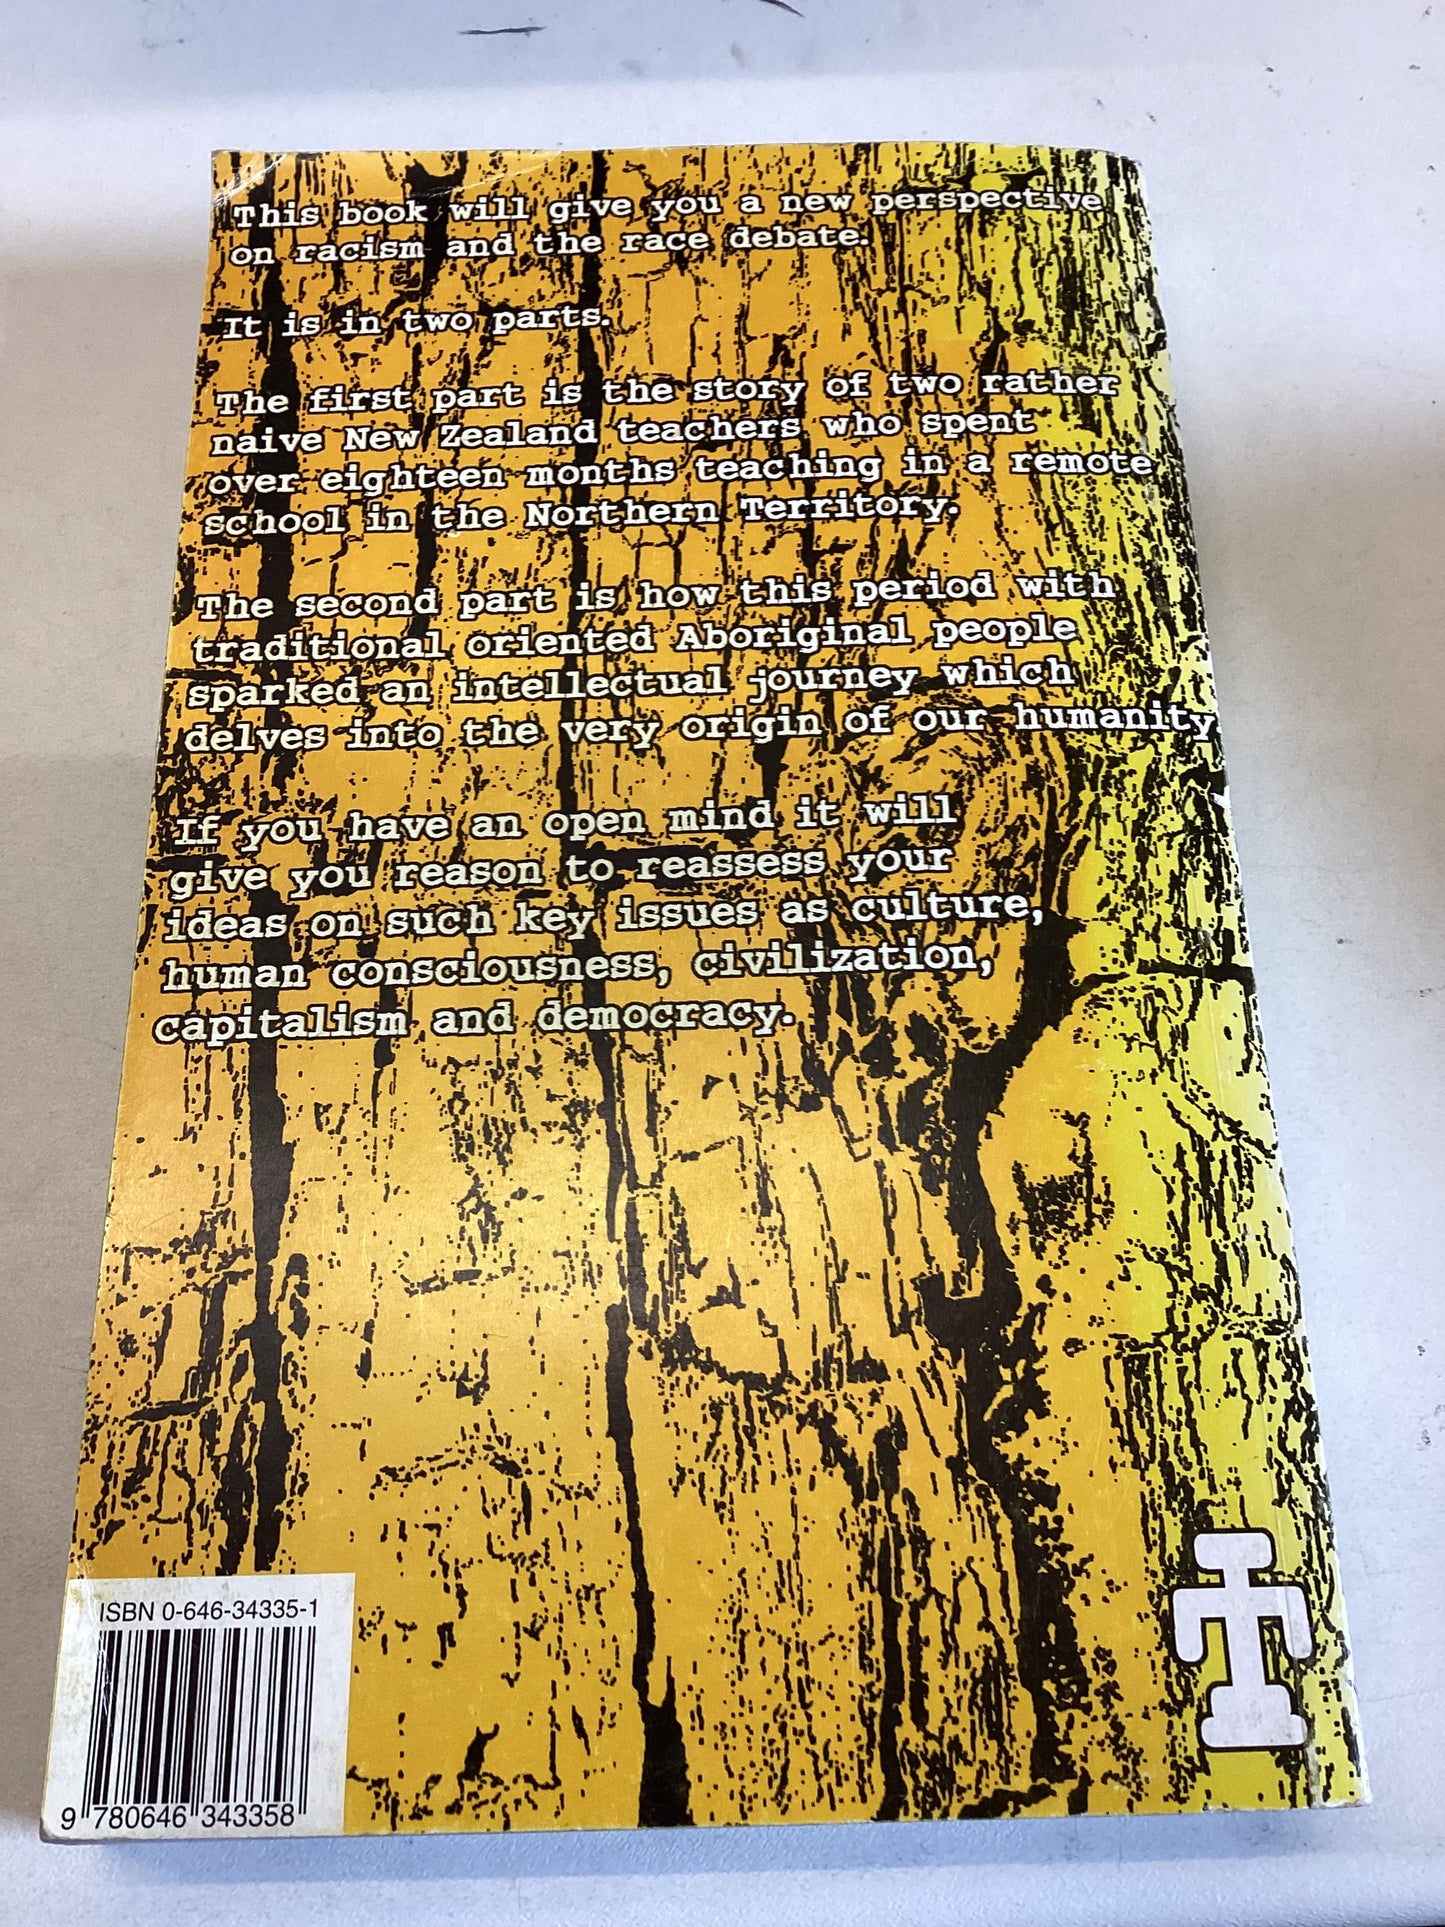 This book will give you a new perspective
on racism and the race debate.
It is in two parts.
The first part is the story of two rather
naive New Zealand teachers who spent
over eighteen months teaching in a remote
school in the Northern Territory.
The second part is how this period with
traditional oriented Aboriginal people
sparked an intellectual journey which
delves into the very origin of our humanity
If you have an open mind it will
give you reason to reassess your
ideas on such key issues as culture,
human consciousness, civilization,
capitalism and democracy.
ISBN 0-646-34335-1
9 780646 343358